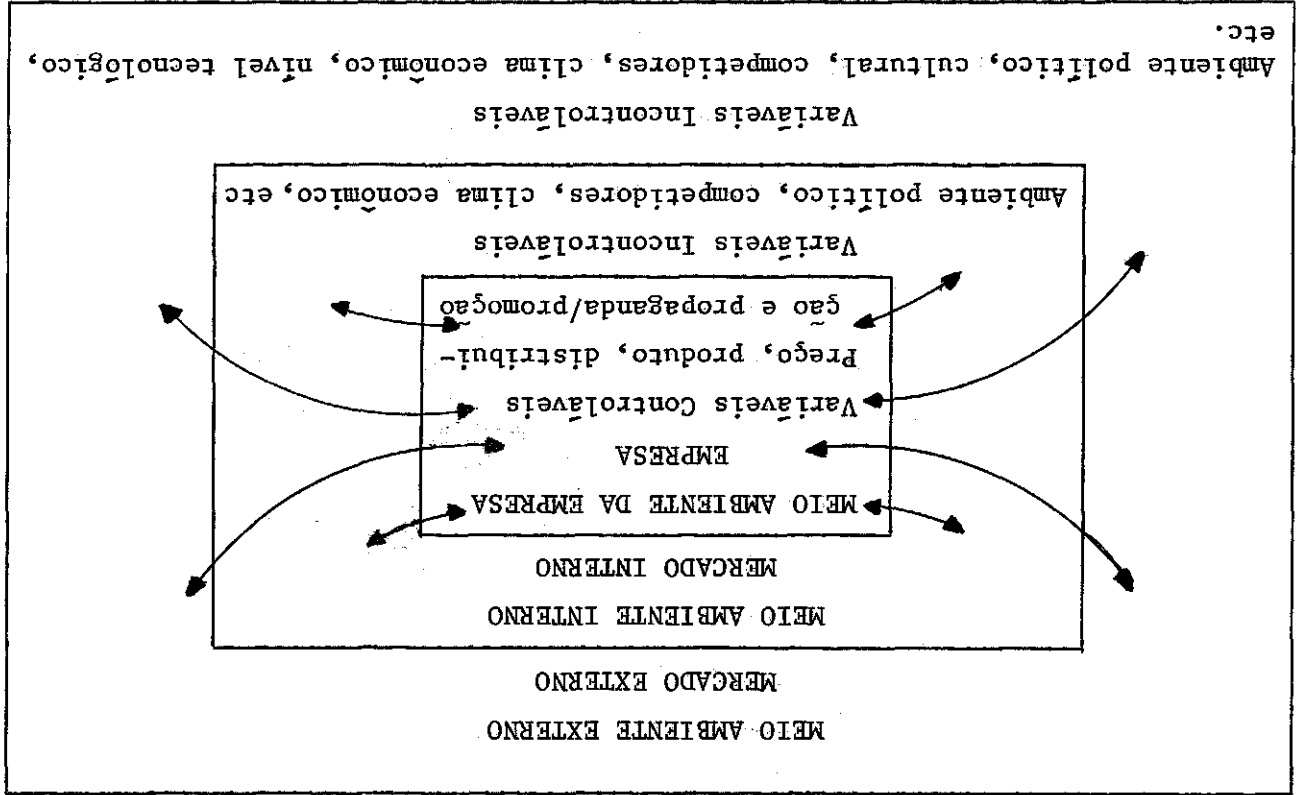 MEIO AMBIENTE EXTERNO
MERCADO EXTERNO
MEIO AMBIENTE INTERNO
MERCADO INTERNO
MEIO AMBIENTE DA EMPRESA
EMPRESA
Variáveis Controláveis
Preço, produto, distribui-
ção e propaganda/promoção
Variáveis Incontroláveis
Ambiente político, competidores, clima econômico, etc
Variáveis Incontroláveis
Ambiente político, cultural, competidores, clima econômico, nível tecnológico,
etc.